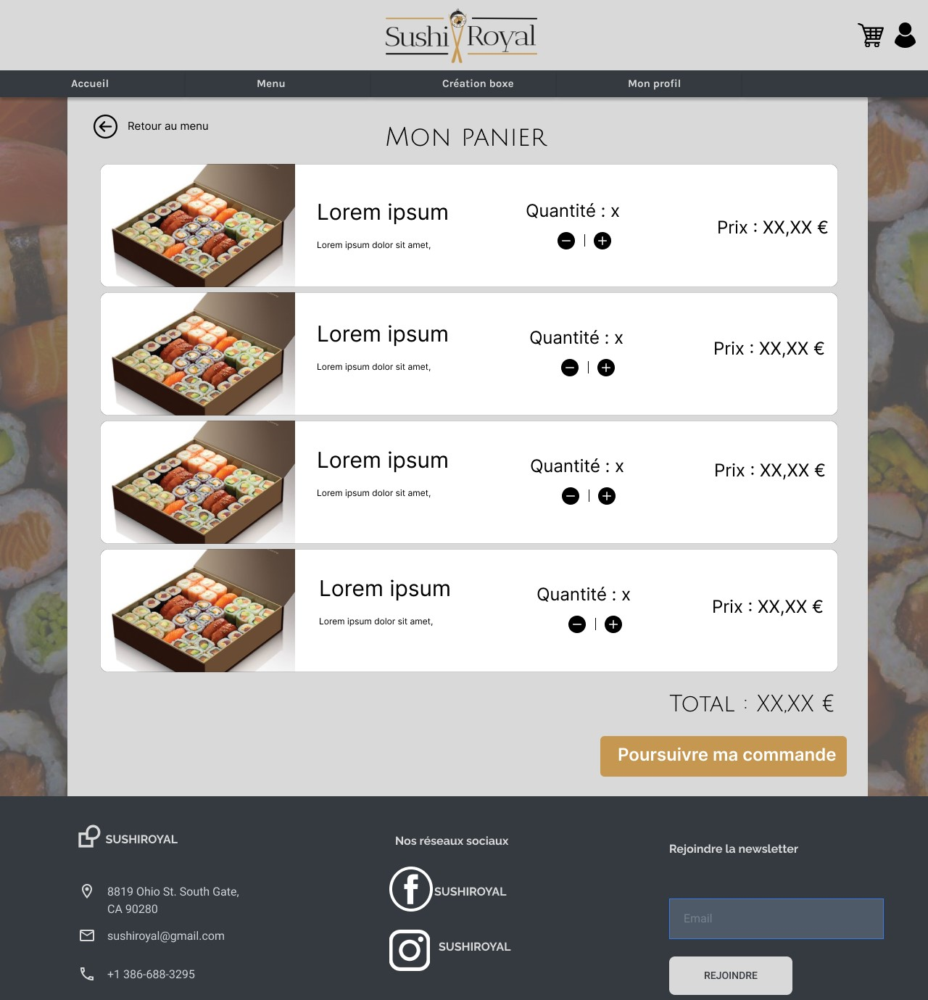 Sushi Royal
Accueil
Menu
Création boxe
Mon profil
Retour au menu
Mon panier
Lorem ipsum
Lorem ipsum dolor sit amet,
Quantité : x
Prix : XX,XX €
Lorem ipsum
Lorem ipsum dolor sit amet,
Quantité : x
Prix : XX,XX €
Lorem ipsum
Lorem ipsum dolor sit amet,
Quantité : x
Prix : XX,XX €
Lorem ipsum
Lorem ipsum dolor sit amet,
Quantité : x
Prix : XX,XX €
Total : XX,XX €
Poursuivre ma commande
SUSHIROYAL
8819 Ohio St. South Gate,
CA 90280
sushiroyal@gmail.com
+1 386-688-3295
Nos réseaux sociaux
SUSHIROYAL
SUSHIROYAL
Rejoindre la newsletter
Email
REJOINDRE